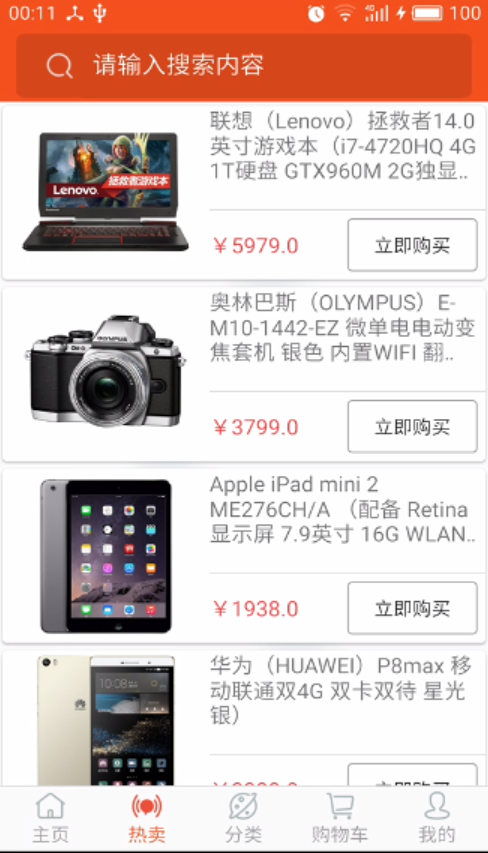 00:11 4G 100
请输入搜索内容
联想（Lenovo）拯救者14.0
英寸游戏本（i7-4720HQ 4G
1T硬盘 GTX960M 2G独显..
Lenovo.
拯救者游戏本
￥5979.0
立即购买
奥林巴斯（OLYMPUS）E-
M10-1442-EZ 微单电电动变
焦套机 银色 内置WIFI 翻..
OLYMPUS
￥3799.0
立即购买
Apple iPad mini 2
ME276CH/A （配备 Retina
显示屏 7.9英寸 16G WLAN..
￥1938.0
立即购买
华为（HUAWEI）P8max 移
动联通双4G 双卡双待 星光
银）
立即购买
主页
热卖
分类
购物车
我的